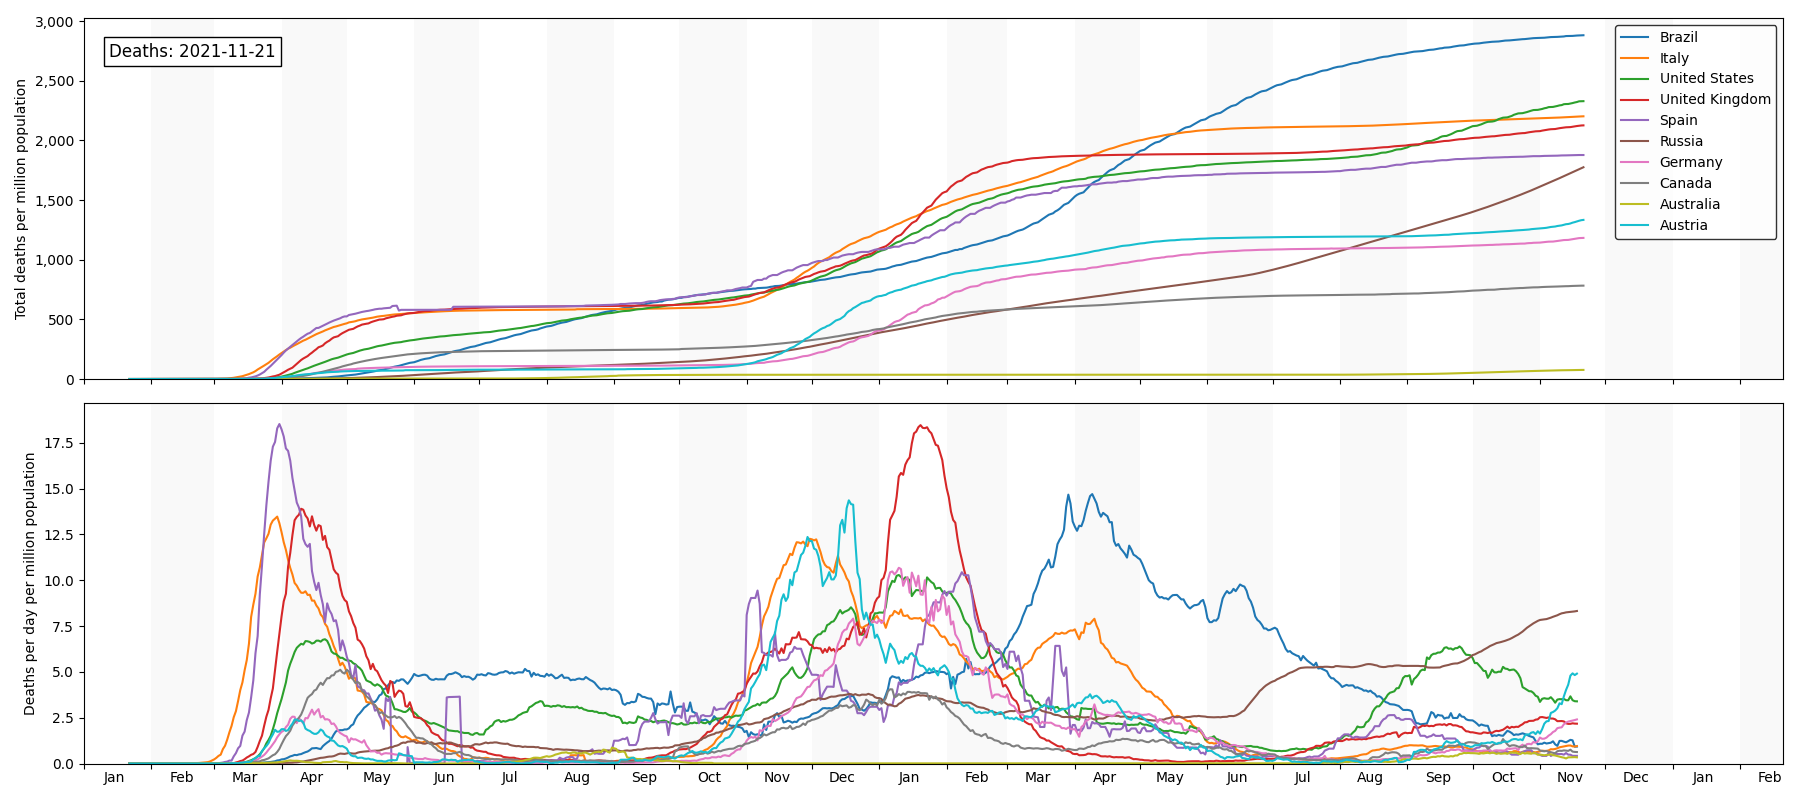 Total deaths per million population
3,000
2,500
2,000
1,500
1,000
500
0
Deaths: 2021-11-21
Brazil
Italy
United States
United Kingdom
Spain
Russia
Germany
Canada
Australia
Austria
Deaths per day per million population
17.5
15.0
12.5
10.0
7.5
5.0
2.5
0.0
Jan Feb Mar Apr May Jun Jul Aug Sep Oct Nov Dec Jan Feb Mar Apr May Jun Jul Aug Sep Oct Nov Dec Jan Feb